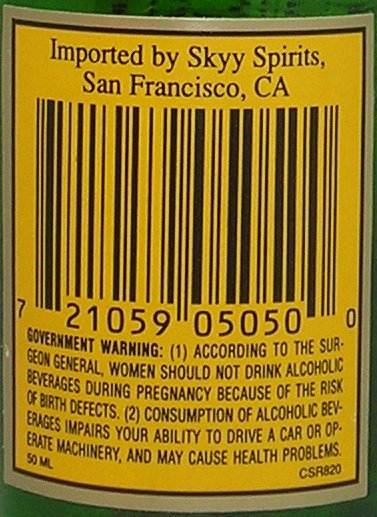 Imported by Skyy Spirits,
San Francisco, CA
7 21059 05050 0
GOVERNMENT WARNING: (1) ACCORDING TO THE SUR-
GEON GENERAL, WOMEN SHOULD NOT DRINK ALCOHOLIC
BEVERAGES DURING PREGNANCY BECAUSE OF THE RISK
OF BIRTH DEFECTS. (2) CONSUMPTION OF ALCOHOLIC BEV-
ERAGES IMPAIRS YOUR ABILITY TO DRIVE A CAR OR OP-
ERATE MACHINERY, AND MAY CAUSE HEALTH PROBLEMS.
50 ML CSR820